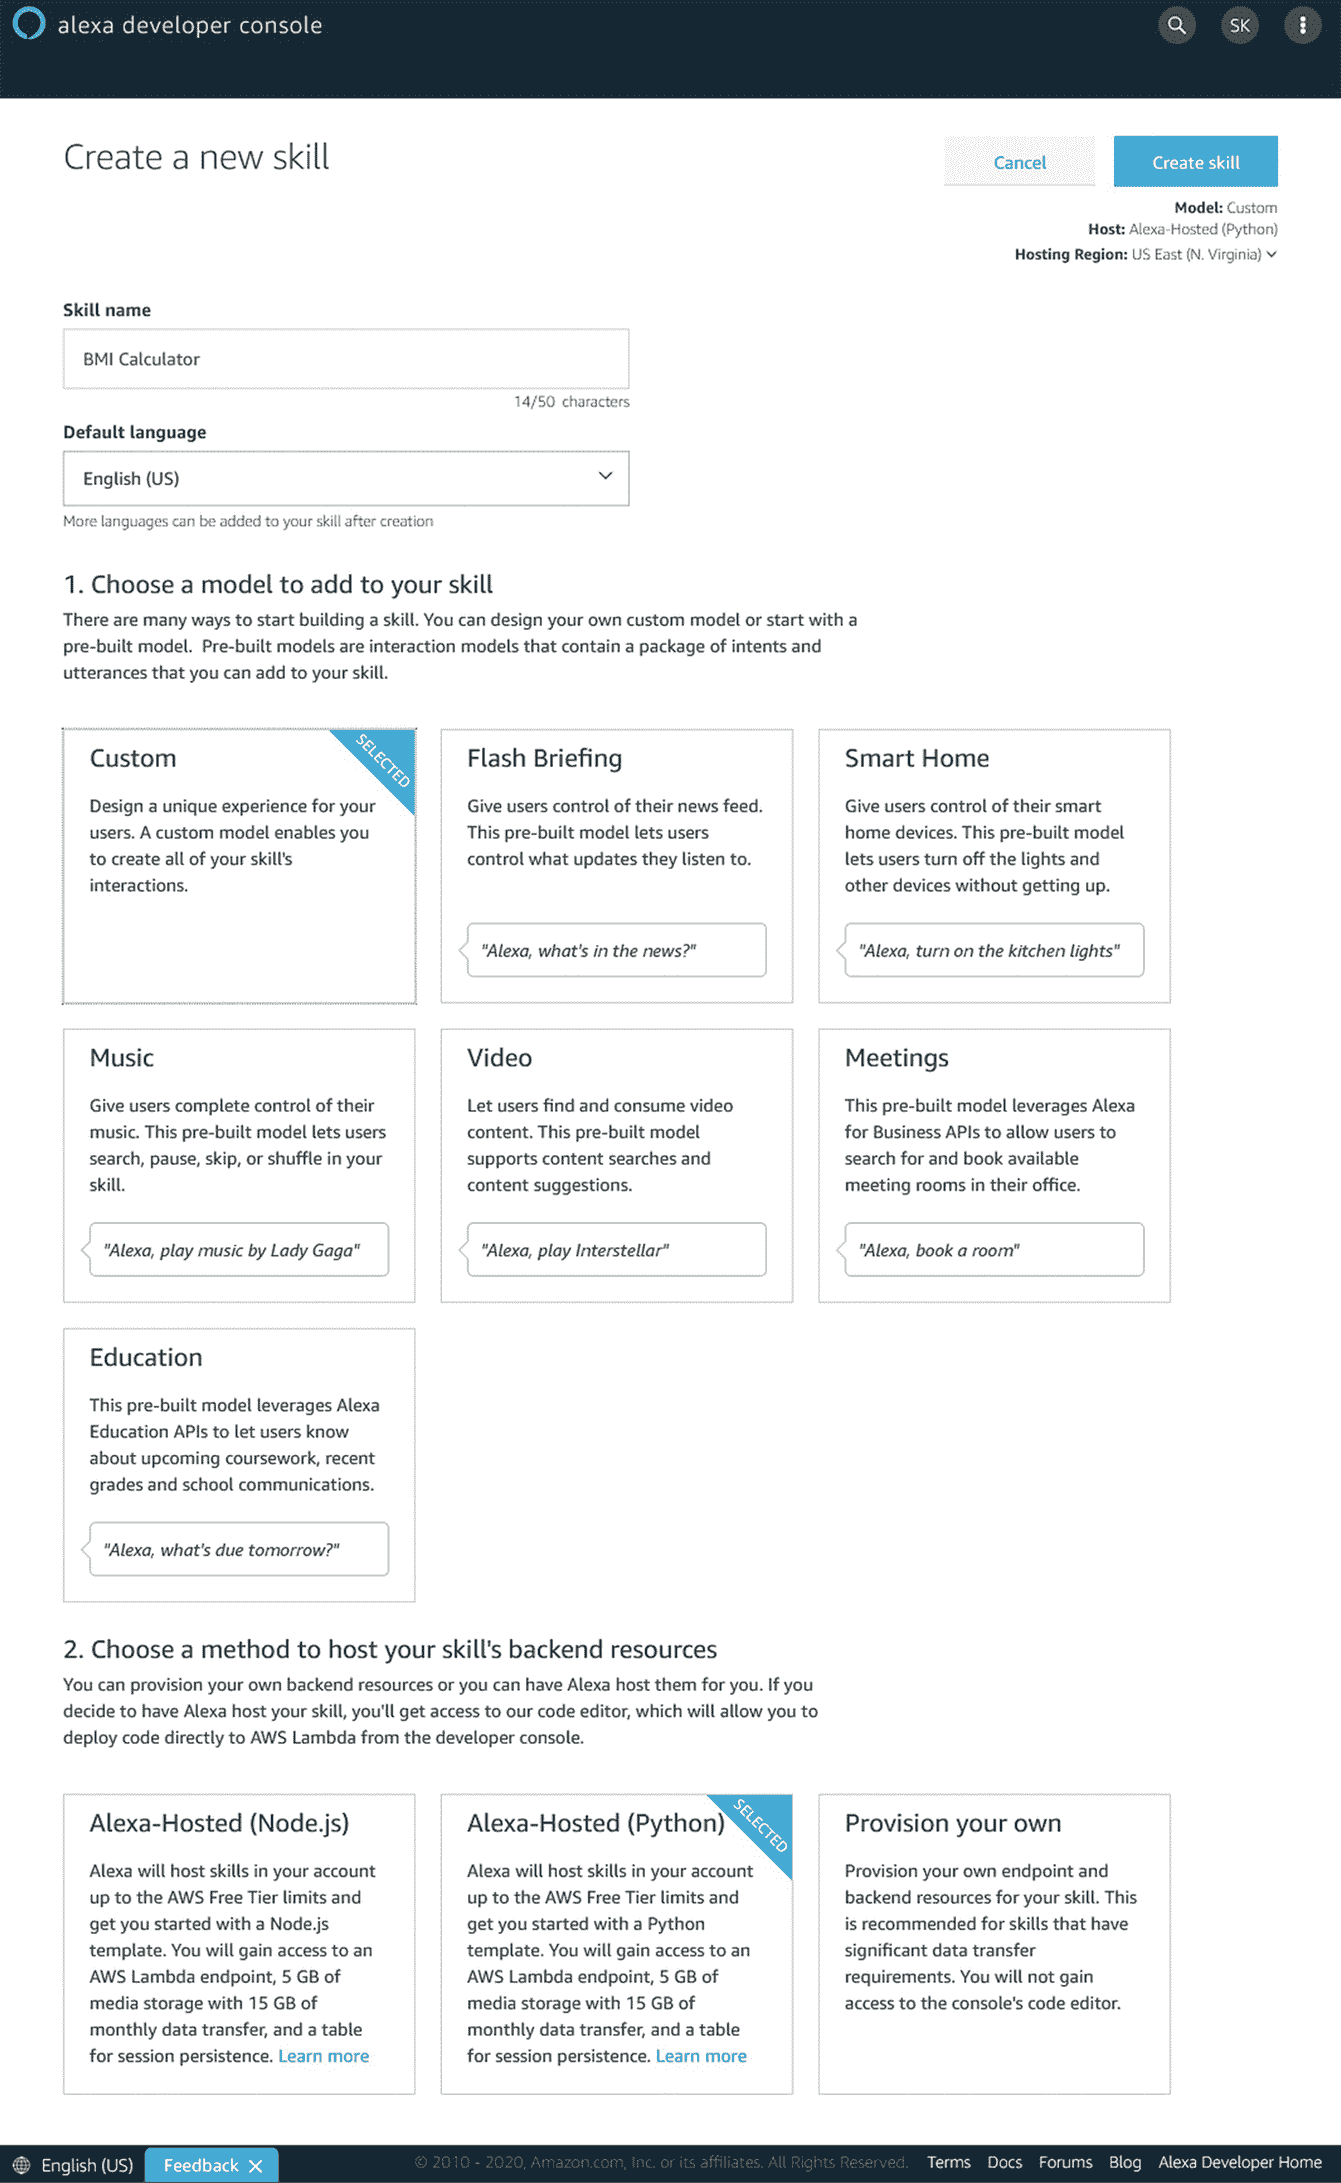 alexa developer console
SK
Create a new skill
Cancel
Create skill
Model: Custom
Host: Alexa-Hosted (Python)
Hosting Region: US East (N. Virginia)
Skill name
BMI Calculator
14/50 characters
Default language
English (US)
More languages can be added to your skill after creation
1. Choose a model to add to your skill
There are many ways to start building a skill. You can design your own custom model or start with a
pre-built model. Pre-built models are interaction models that contain a package of intents and
utterances that you can add to your skill.
Custom
SELECTED
Design a unique experience for your
users. A custom model enables you
to create all of your skill's
interactions.
Flash Briefing
Give users control of their news feed.
This pre-built model lets users
control what updates they listen to.
"Alexa, what's in the news?"
Smart Home
Give users control of their smart
home devices. This pre-built model
lets users turn off the lights and
other devices without getting up.
"Alexa, turn on the kitchen lights"
Music
Give users complete control of their
music. This pre-built model lets users
search, pause, skip, or shuffle in your
skill.
"Alexa, play music by Lady Gaga"
Video
Let users find and consume video
content. This pre-built model
supports content searches and
content suggestions.
"Alexa, play Interstellar"
Meetings
This pre-built model leverages Alexa
for Business APIs to allow users to
search for and book available
meeting rooms in their office.
"Alexa, book a room"
Education
This pre-built model leverages Alexa
Education APIs to let users know
about upcoming coursework, recent
grades and school communications.
"Alexa, what's due tomorrow?"
2. Choose a method to host your skill's backend resources
You can provision your own backend resources or you can have Alexa host them for you. If you
decide to have Alexa host your skill, you'll get access to our code editor, which will allow you to
deploy code directly to AWS Lambda from the developer console.
Alexa-Hosted (Node.js)
Alexa will host skills in your account
up to the AWS Free Tier limits and
get you started with a Node.js
template. You will gain access to an
AWS Lambda endpoint, 5 GB of
media storage with 15 GB of
monthly data transfer, and a table
for session persistence. Learn more
Alexa-Hosted (Python)
SELECTED
Alexa will host skills in your account
up to the AWS Free Tier limits and
get you started with a Python
template. You will gain access to an
AWS Lambda endpoint, 5 GB of
media storage with 15 GB of
monthly data transfer, and a table
for session persistence. Learn more
Provision your own
Provision your own endpoint and
backend resources for your skill. This
is recommended for skills that have
significant data transfer
requirements. You will not gain
access to the console's code editor.
English (US)
Feedback
© 2010 - 2020, Amazon.com, Inc. or its affiliates. All Rights Reserved.
Terms
Docs
Forums
Blog
Alexa Developer Home